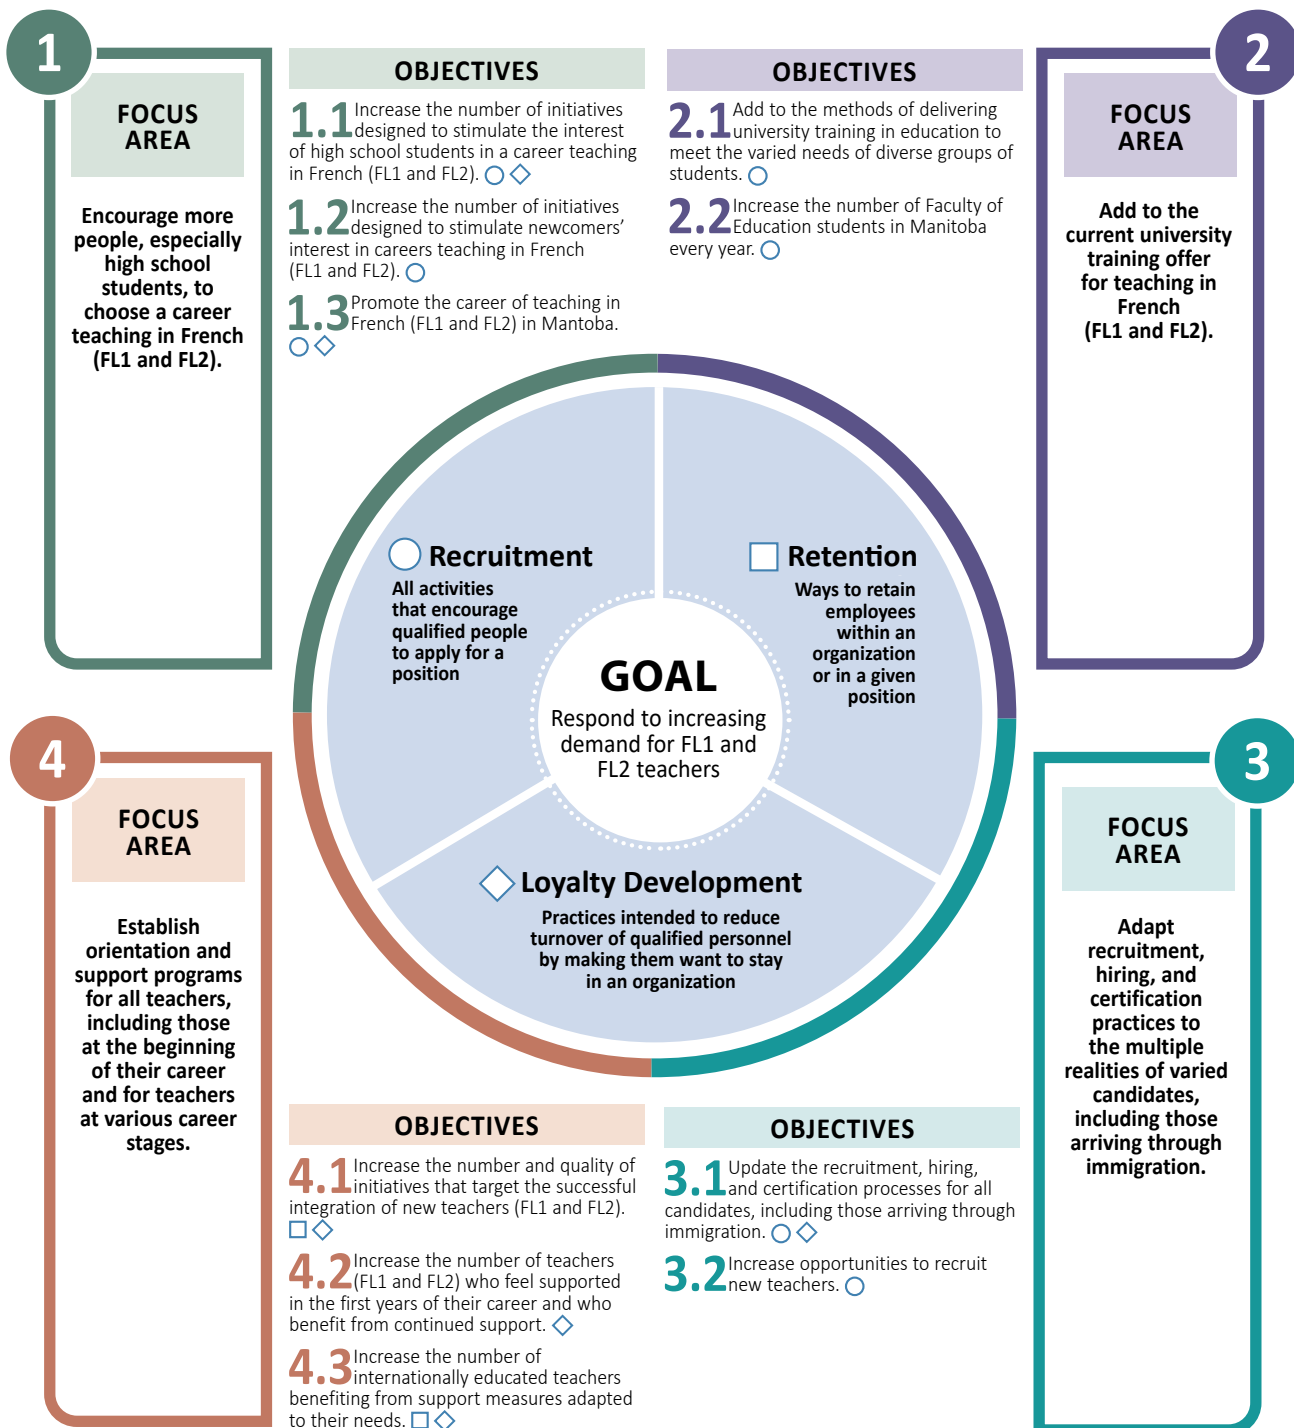 1
FOCUS
AREA
Encourage more
people, especially
high school
students, to
choose a career
teaching in French
(FL1 and FL2).
OBJECTIVES
1.1 Increase the number of initiatives
designed to stimulate the interest
of high school students in a career teaching
in French (FL1 and FL2).
1.2 Increase the number of initiatives
designed to stimulate newcomers’
interest in careers teaching in French
(FL1 and FL2).
1.3 Promote the career of teaching in
French (FL1 and FL2) in Mantoba.
OBJECTIVES
2.1 Add to the methods of delivering
university training in education to
meet the varied needs of diverse groups of
students.
2.2 Increase the number of Faculty of
Education students in Manitoba
every year.
2
FOCUS
AREA
Add to the
current university
training offer
for teaching in
French
(FL1 and FL2).
Recruitment
All activities
that encourage
qualified people
to apply for a
position
Retention
Ways to retain
employees
within an
organization
or in a given
position
GOAL
Respond to increasing
demand for FL1 and
FL2 teachers
Loyalty Development
Practices intended to reduce
turnover of qualified personnel
by making them want to stay
in an organization
4
FOCUS
AREA
Establish
orientation and
support programs
for all teachers,
including those
at the beginning
of their career
and for teachers
at various career
stages.
OBJECTIVES
4.1 Increase the number and quality of
initiatives that target the successful
integration of new teachers (FL1 and FL2).
4.2 Increase the number of teachers
(FL1 and FL2) who feel supported
in the first years of their career and who
benefit from continued support.
4.3 Increase the number of
internationally educated teachers
benefiting from support measures adapted
to their needs.
OBJECTIVES
3.1 Update the recruitment, hiring,
and certification processes for all
candidates, including those arriving through
immigration.
3.2 Increase opportunities to recruit
new teachers.
3
FOCUS
AREA
Adapt
recruitment,
hiring, and
certification
practices to
the multiple
realities of varied
candidates,
including those
arriving through
immigration.